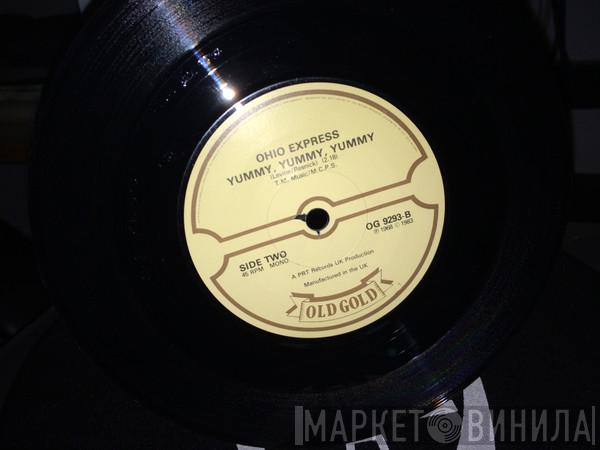 OHIO EXPRESS
YUMMY, YUMMY, YUMMY
(Levine/Resnick) (2.18)
T.M. Music/M.C.P.S.
SIDE TWO
45 RPM MONO
OG 9293-B
Ⓟ 1968 © 1983
A PRT Records UK Production
Manufactured in the UK
OLD GOLD
МАРКЕТ ВИНИЛА